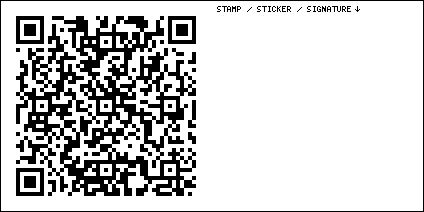 STAMP / STICKER / SIGNATURE ↓